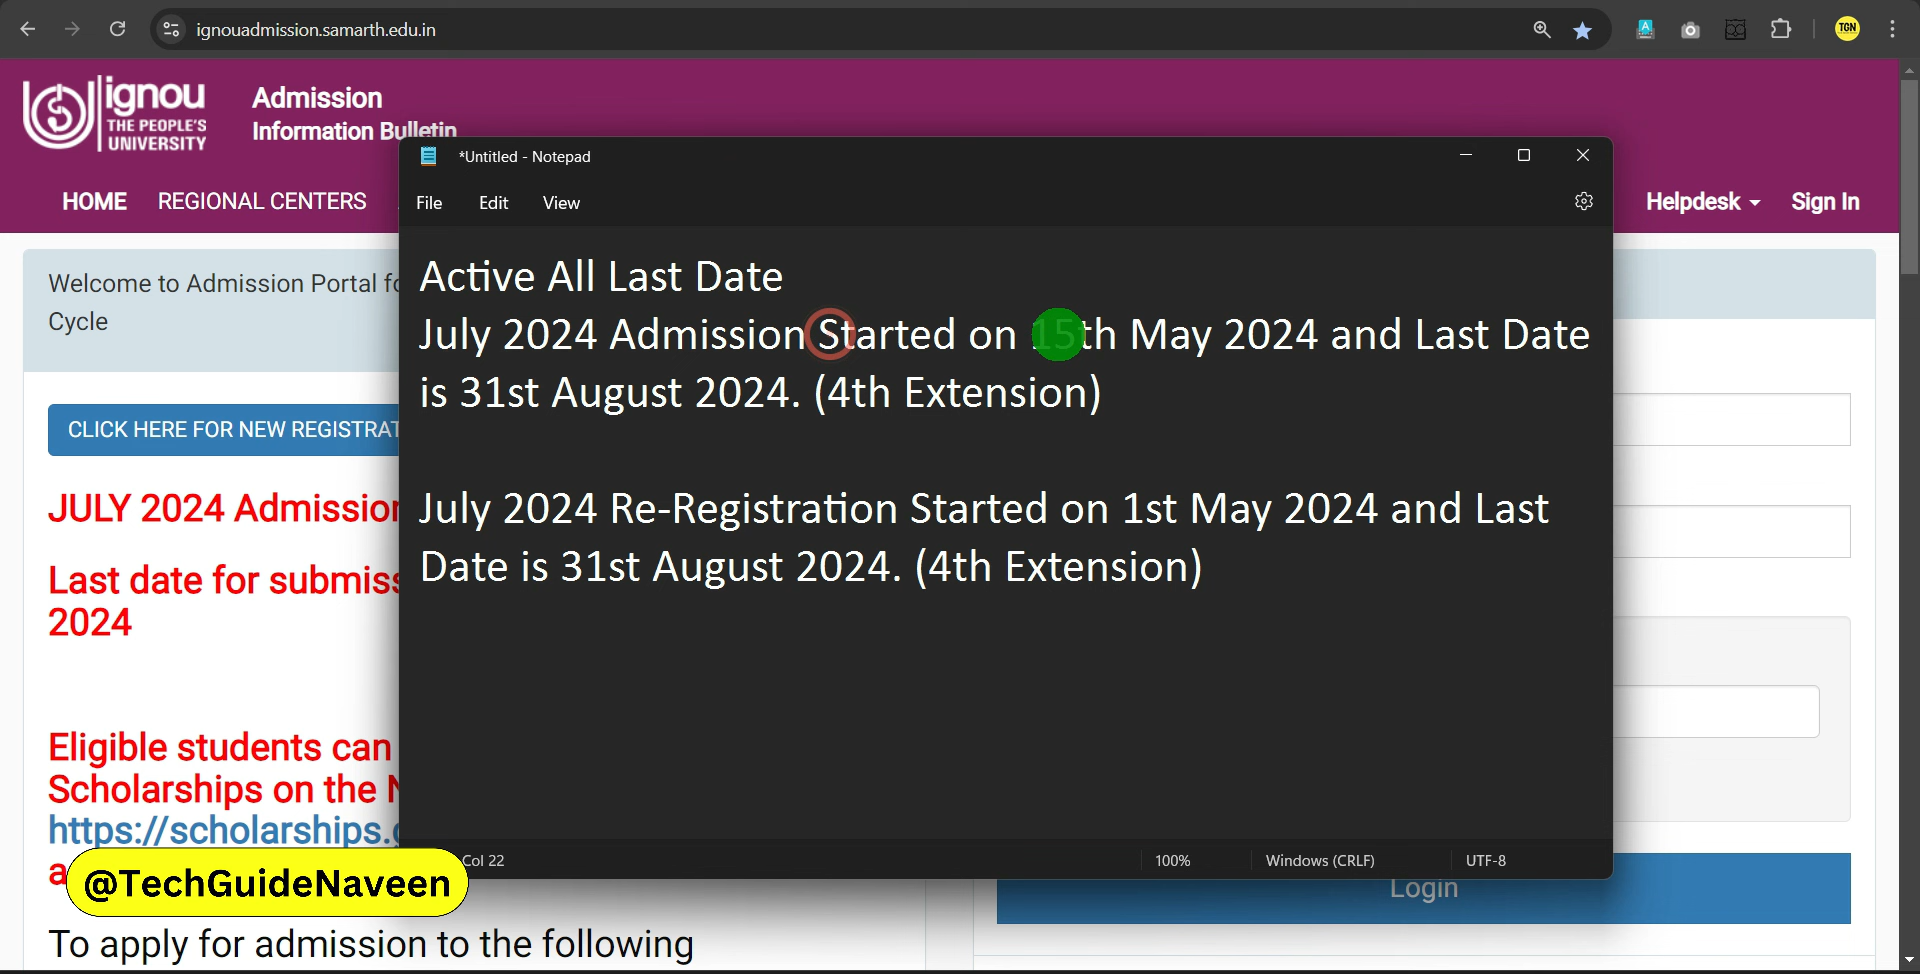 ignouadmission.samarth.edu.in
TGN
ignou
THE PEOPLE'S
UNIVERSITY
Admission
Information Bulletin
HOME REGIONAL CENTERS
Helpdesk
Sign In
*Untitled - Notepad
File Edit View
Active All Last Date
July 2024 Admission Started on 15th May 2024 and Last Date
is 31st August 2024. (4th Extension)
July 2024 Re-Registration Started on 1st May 2024 and Last
Date is 31st August 2024. (4th Extension)
Col 22
100%
Windows (CRLF)
UTF-8
Welcome to Admission Portal
Cycle
CLICK HERE FOR NEW
JULY 2024
Last date for
2024
Eligible students can
Scholarships on the
https://scholarships.
@TechGuideNaveen
To apply for admission to the following
Login